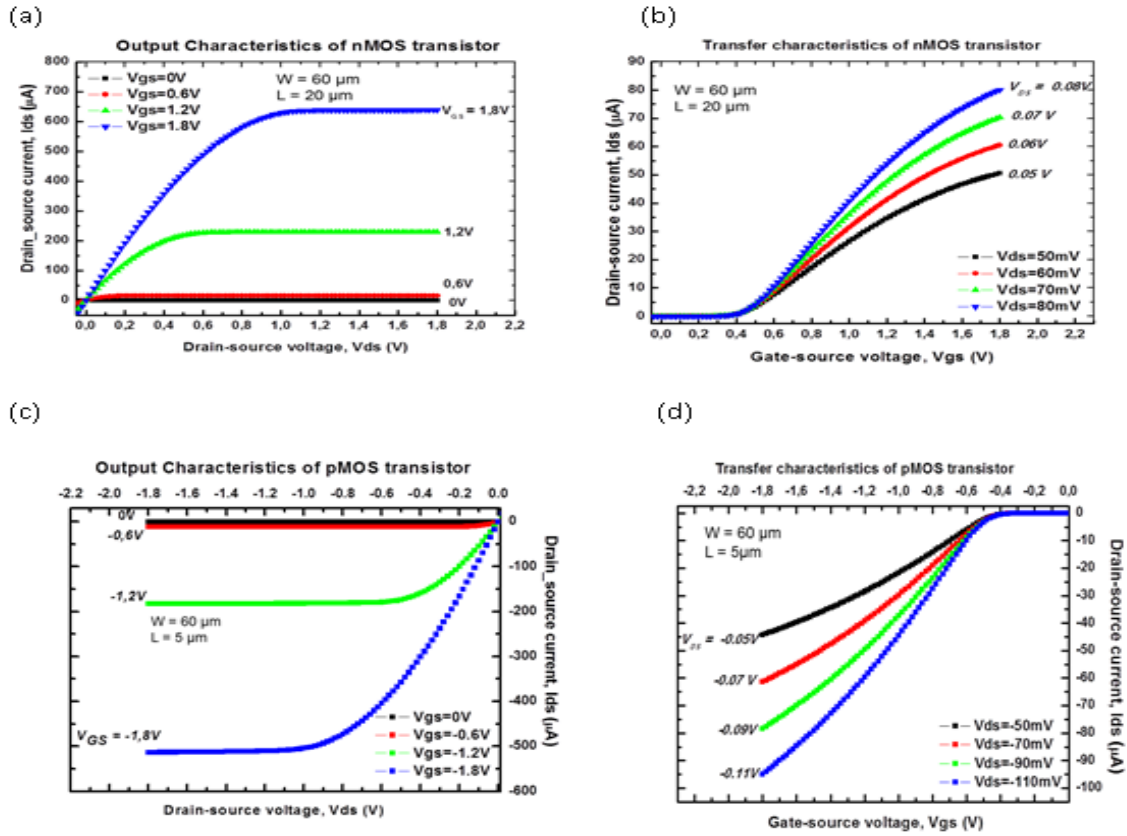 (a)
Output Characteristics of nMOS transistor
Drain_source current, Ids (µA)
800
700
600
500
400
300
200
100
0
Vgs=0V
Vgs=0.6V
Vgs=1.2V
Vgs=1.8V
W = 60 µm
L = 20 µm
V_GS = 1,8V
1,2V
0,6V
0V
0,0 0,2 0,4 0,6 0,8 1,0 1,2 1,4 1,6 1,8 2,0 2,2
Drain-source voltage, Vds (V)
(b)
Transfer characteristics of nMOS transistor
Drain-source current, Ids (µA)
90
80
70
60
50
40
30
20
10
0
W = 60 µm
L = 20 µm
V_DS = 0.08V
0.07 V
0.06V
0.05 V
Vds=50mV
Vds=60mV
Vds=70mV
Vds=80mV
0,0 0,2 0,4 0,6 0,8 1,0 1,2 1,4 1,6 1,8 2,0 2,2
Gate-source voltage, Vgs (V)
(c)
Output Characteristics of pMOS transistor
-2,2 -2,0 -1,8 -1,6 -1,4 -1,2 -1,0 -0,8 -0,6 -0,4 -0,2 0,0
0V
-0,6V
-1,2V
W = 60 µm
L = 5 µm
V_GS = -1,8V
Vgs=0V
Vgs=-0.6V
Vgs=-1.2V
Vgs=-1.8V
0
-100
-200
-300
-400
-500
-600
Drain_source current, Ids (µA)
Drain-source voltage, Vds (V)
(d)
Transfer characteristics of pMOS transistor
-2,2 -2,0 -1,8 -1,6 -1,4 -1,2 -1,0 -0,8 -0,6 -0,4 -0,2 0,0
W = 60 µm
L = 5µm
V_DS = -0.05V
-0.07 V
-0.09V
-0.11V
Vds=-50mV
Vds=-70mV
Vds=-90mV
Vds=-110mV
0
-10
-20
-30
-40
-50
-60
-70
-80
-90
-100
Drain-source current, Ids (µA)
Gate-source voltage, Vgs (V)